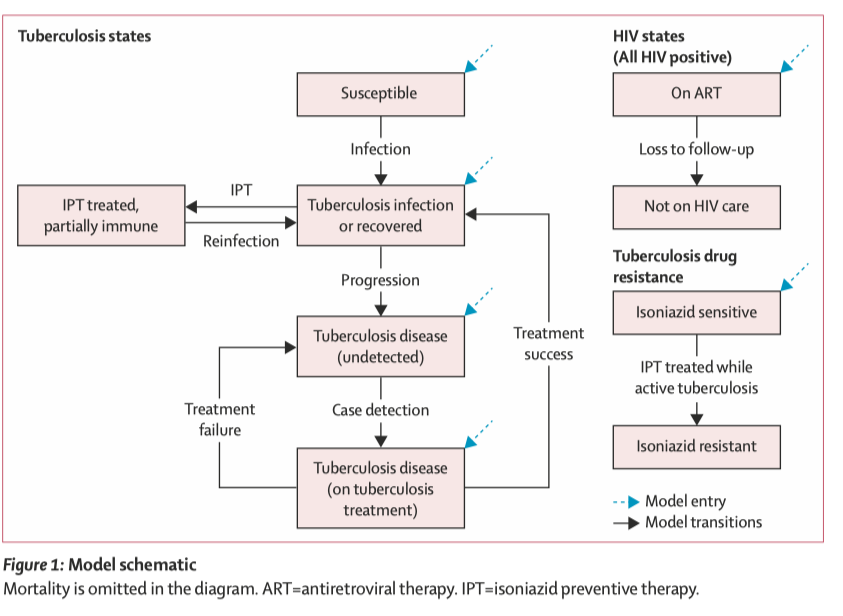 Tuberculosis states
Susceptible
Infection
IPT treated,
partially immune
IPT
Reinfection
Tuberculosis infection
or recovered
Progression
Tuberculosis disease
(undetected)
Treatment
failure
Case detection
Treatment
success
Tuberculosis disease
(on tuberculosis
treatment)
HIV states
(All HIV positive)
On ART
Loss to follow-up
Not on HIV care
Tuberculosis drug
resistance
Isoniazid sensitive
IPT treated while
active tuberculosis
Isoniazid resistant
Model entry
Model transitions
Figure 1: Model schematic
Mortality is omitted in the diagram. ART=antiretroviral therapy. IPT=isoniazid preventive therapy.